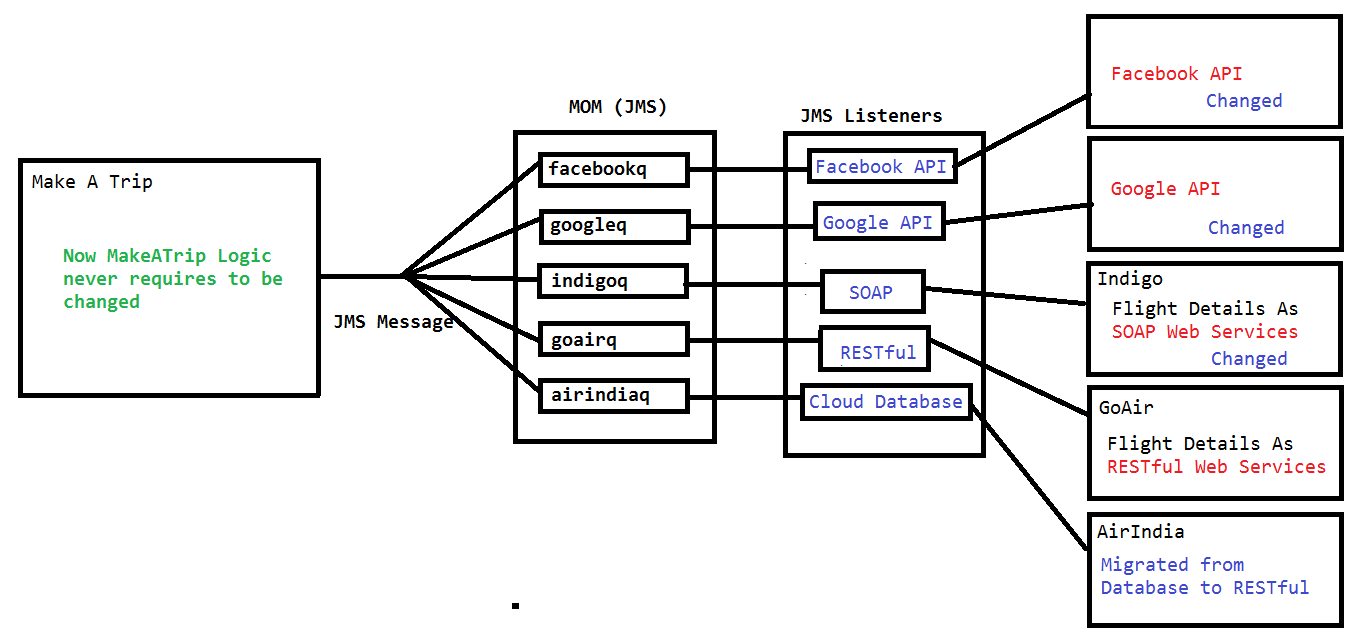 Make A Trip
Now MakeATrip Logic
never requires to be
changed
JMS Message
MOM (JMS)
facebookq
googleq
indigoq
goairq
airindiaq
JMS Listeners
Facebook API
Google API
SOAP
RESTful
Cloud Database
Facebook API
Changed
Google API
Changed
Indigo
Flight Details As
SOAP Web Services
Changed
GoAir
Flight Details As
RESTful Web Services
AirIndia
Migrated from
Database to RESTful